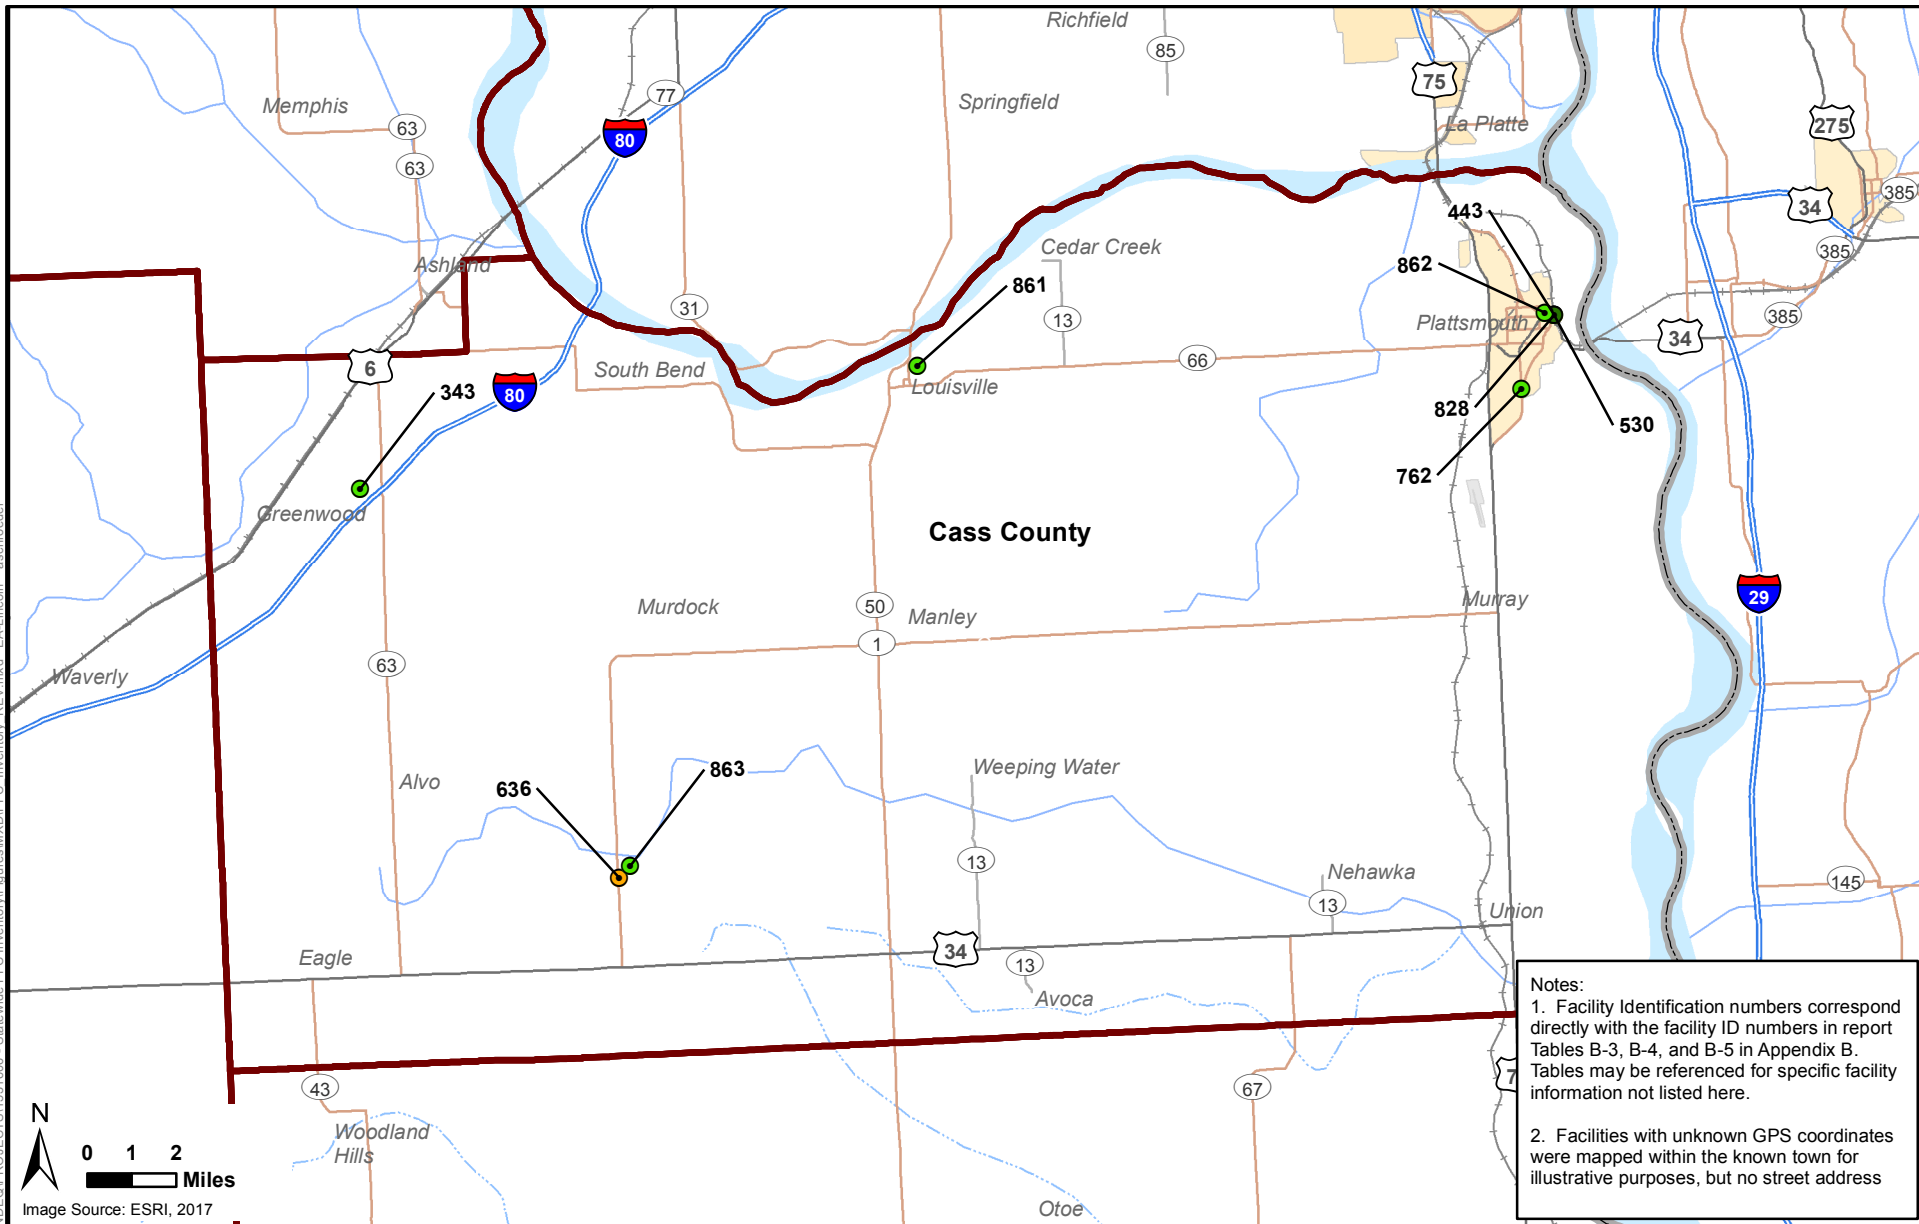 Richfield
85
Memphis
77
Springfield
75
63
80
La Platte
275
63
385
34
443
Ashland
Cedar Creek
862
385
861
31
13
Plattsmouth
385
34
6
South Bend
66
343
80
Louisville
828
530
762
Greenwood
Cass County
29
Murdock
50
Manley
Murray
1
63
Waverly
Alvo
636
863
Weeping Water
13
Nehawka
145
13
Union
Eagle
34
13
Avoca
43
67
7
Woodland
Hills
Otoe
Notes:
1. Facility Identification numbers correspond
directly with the facility ID numbers in report
Tables B-3, B-4, and B-5 in Appendix B.
Tables may be referenced for specific facility
information not listed here.
2. Facilities with unknown GPS coordinates
were mapped within the known town for
illustrative purposes, but no street address
N
0 1 2
Miles
Image Source: ESRI, 2017